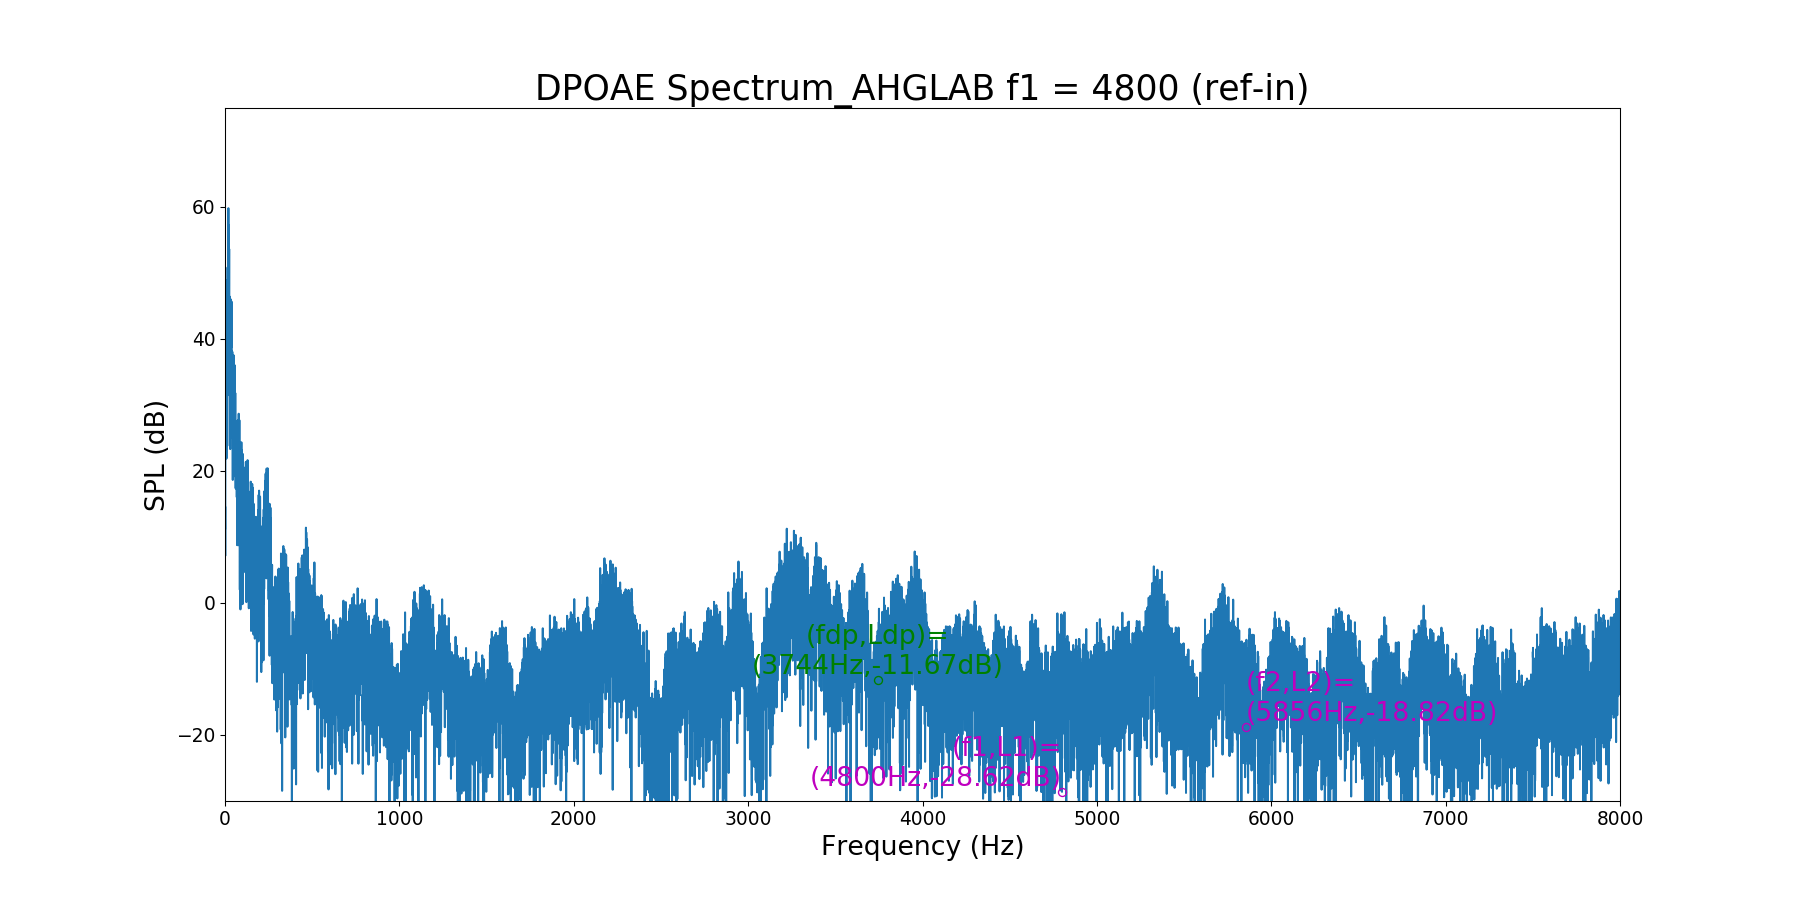 DPOAE Spectrum_AHGLAB f1 = 4800 (ref-in)
60
40
20
0
−20
SPL (dB)
(fdp,Ldp)=
(3744Hz,-11.67dB)
(f2,L2)=
(5856Hz,-18.82dB)
(f1,L1)=
(4800Hz,-28.62dB)
0 1000 2000 3000 4000 5000 6000 7000 8000
Frequency (Hz)